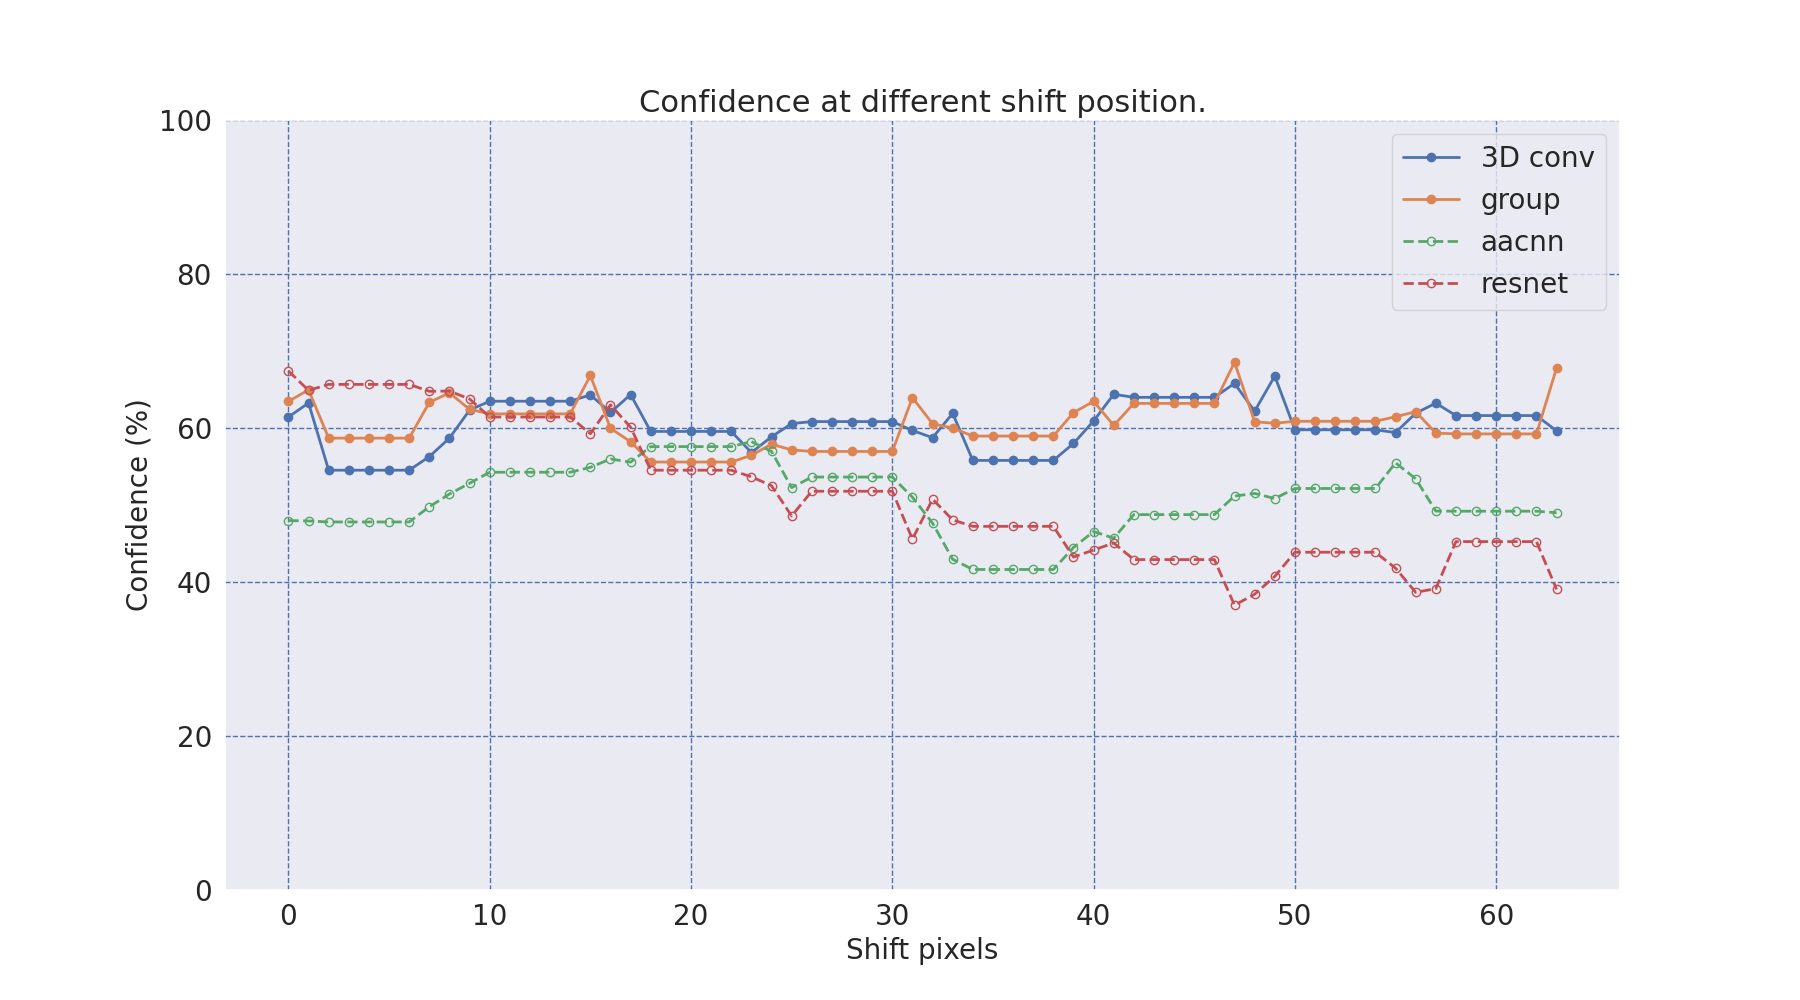 Confidence at different shift position.
100
80
60
40
20
0
Confidence (%)
3D conv
group
aacnn
resnet
0 10 20 30 40 50 60
Shift pixels